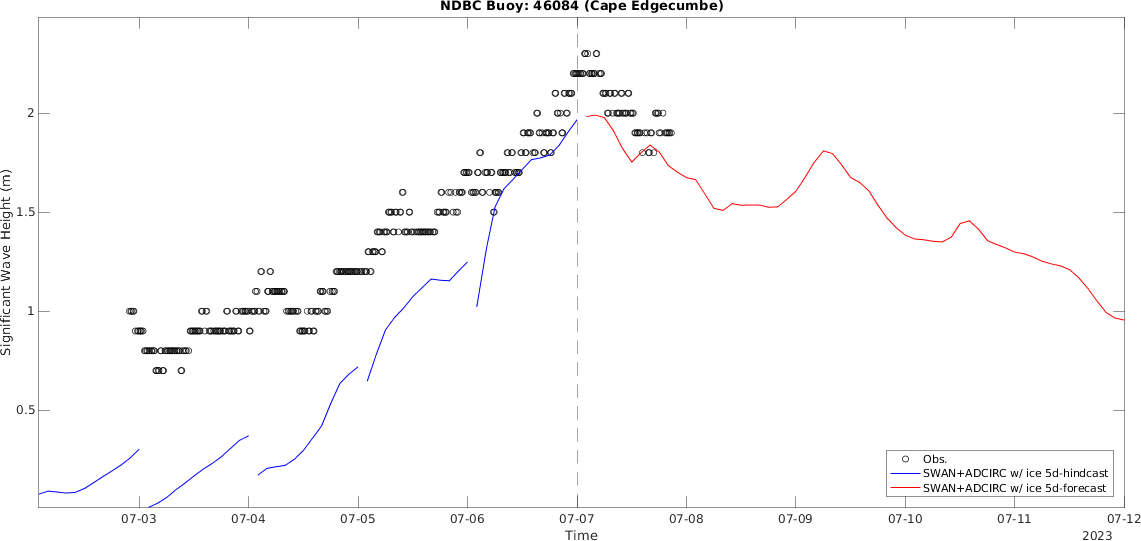 NDBC Buoy: 46084 (Cape Edgecumbe)
Significant Wave Height (m)
2
1.5
1
0.5
Obs.
SWAN+ADCIRC w/ ice 5d-hindcast
SWAN+ADCIRC w/ ice 5d-forecast
07-03 07-04 07-05 07-06 07-07 07-08 07-09 07-10 07-11 07-12
Time
2023